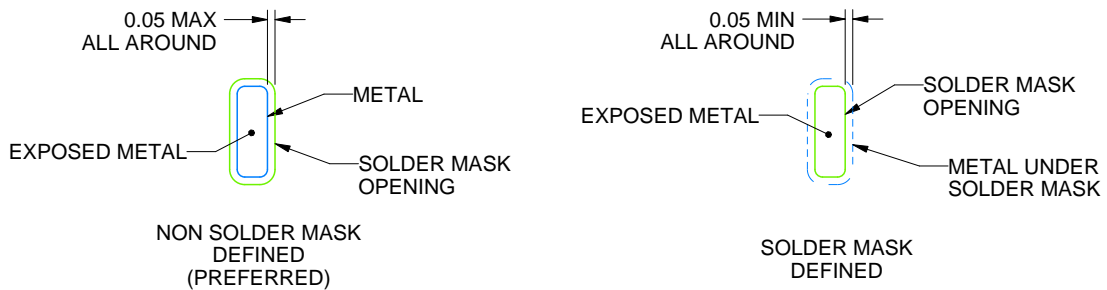 0.05 MAX
ALL AROUND
METAL
EXPOSED METAL
SOLDER MASK
OPENING
NON SOLDER MASK
DEFINED
(PREFERRED)
0.05 MIN
ALL AROUND
SOLDER MASK
OPENING
EXPOSED METAL
METAL UNDER
SOLDER MASK
SOLDER MASK
DEFINED